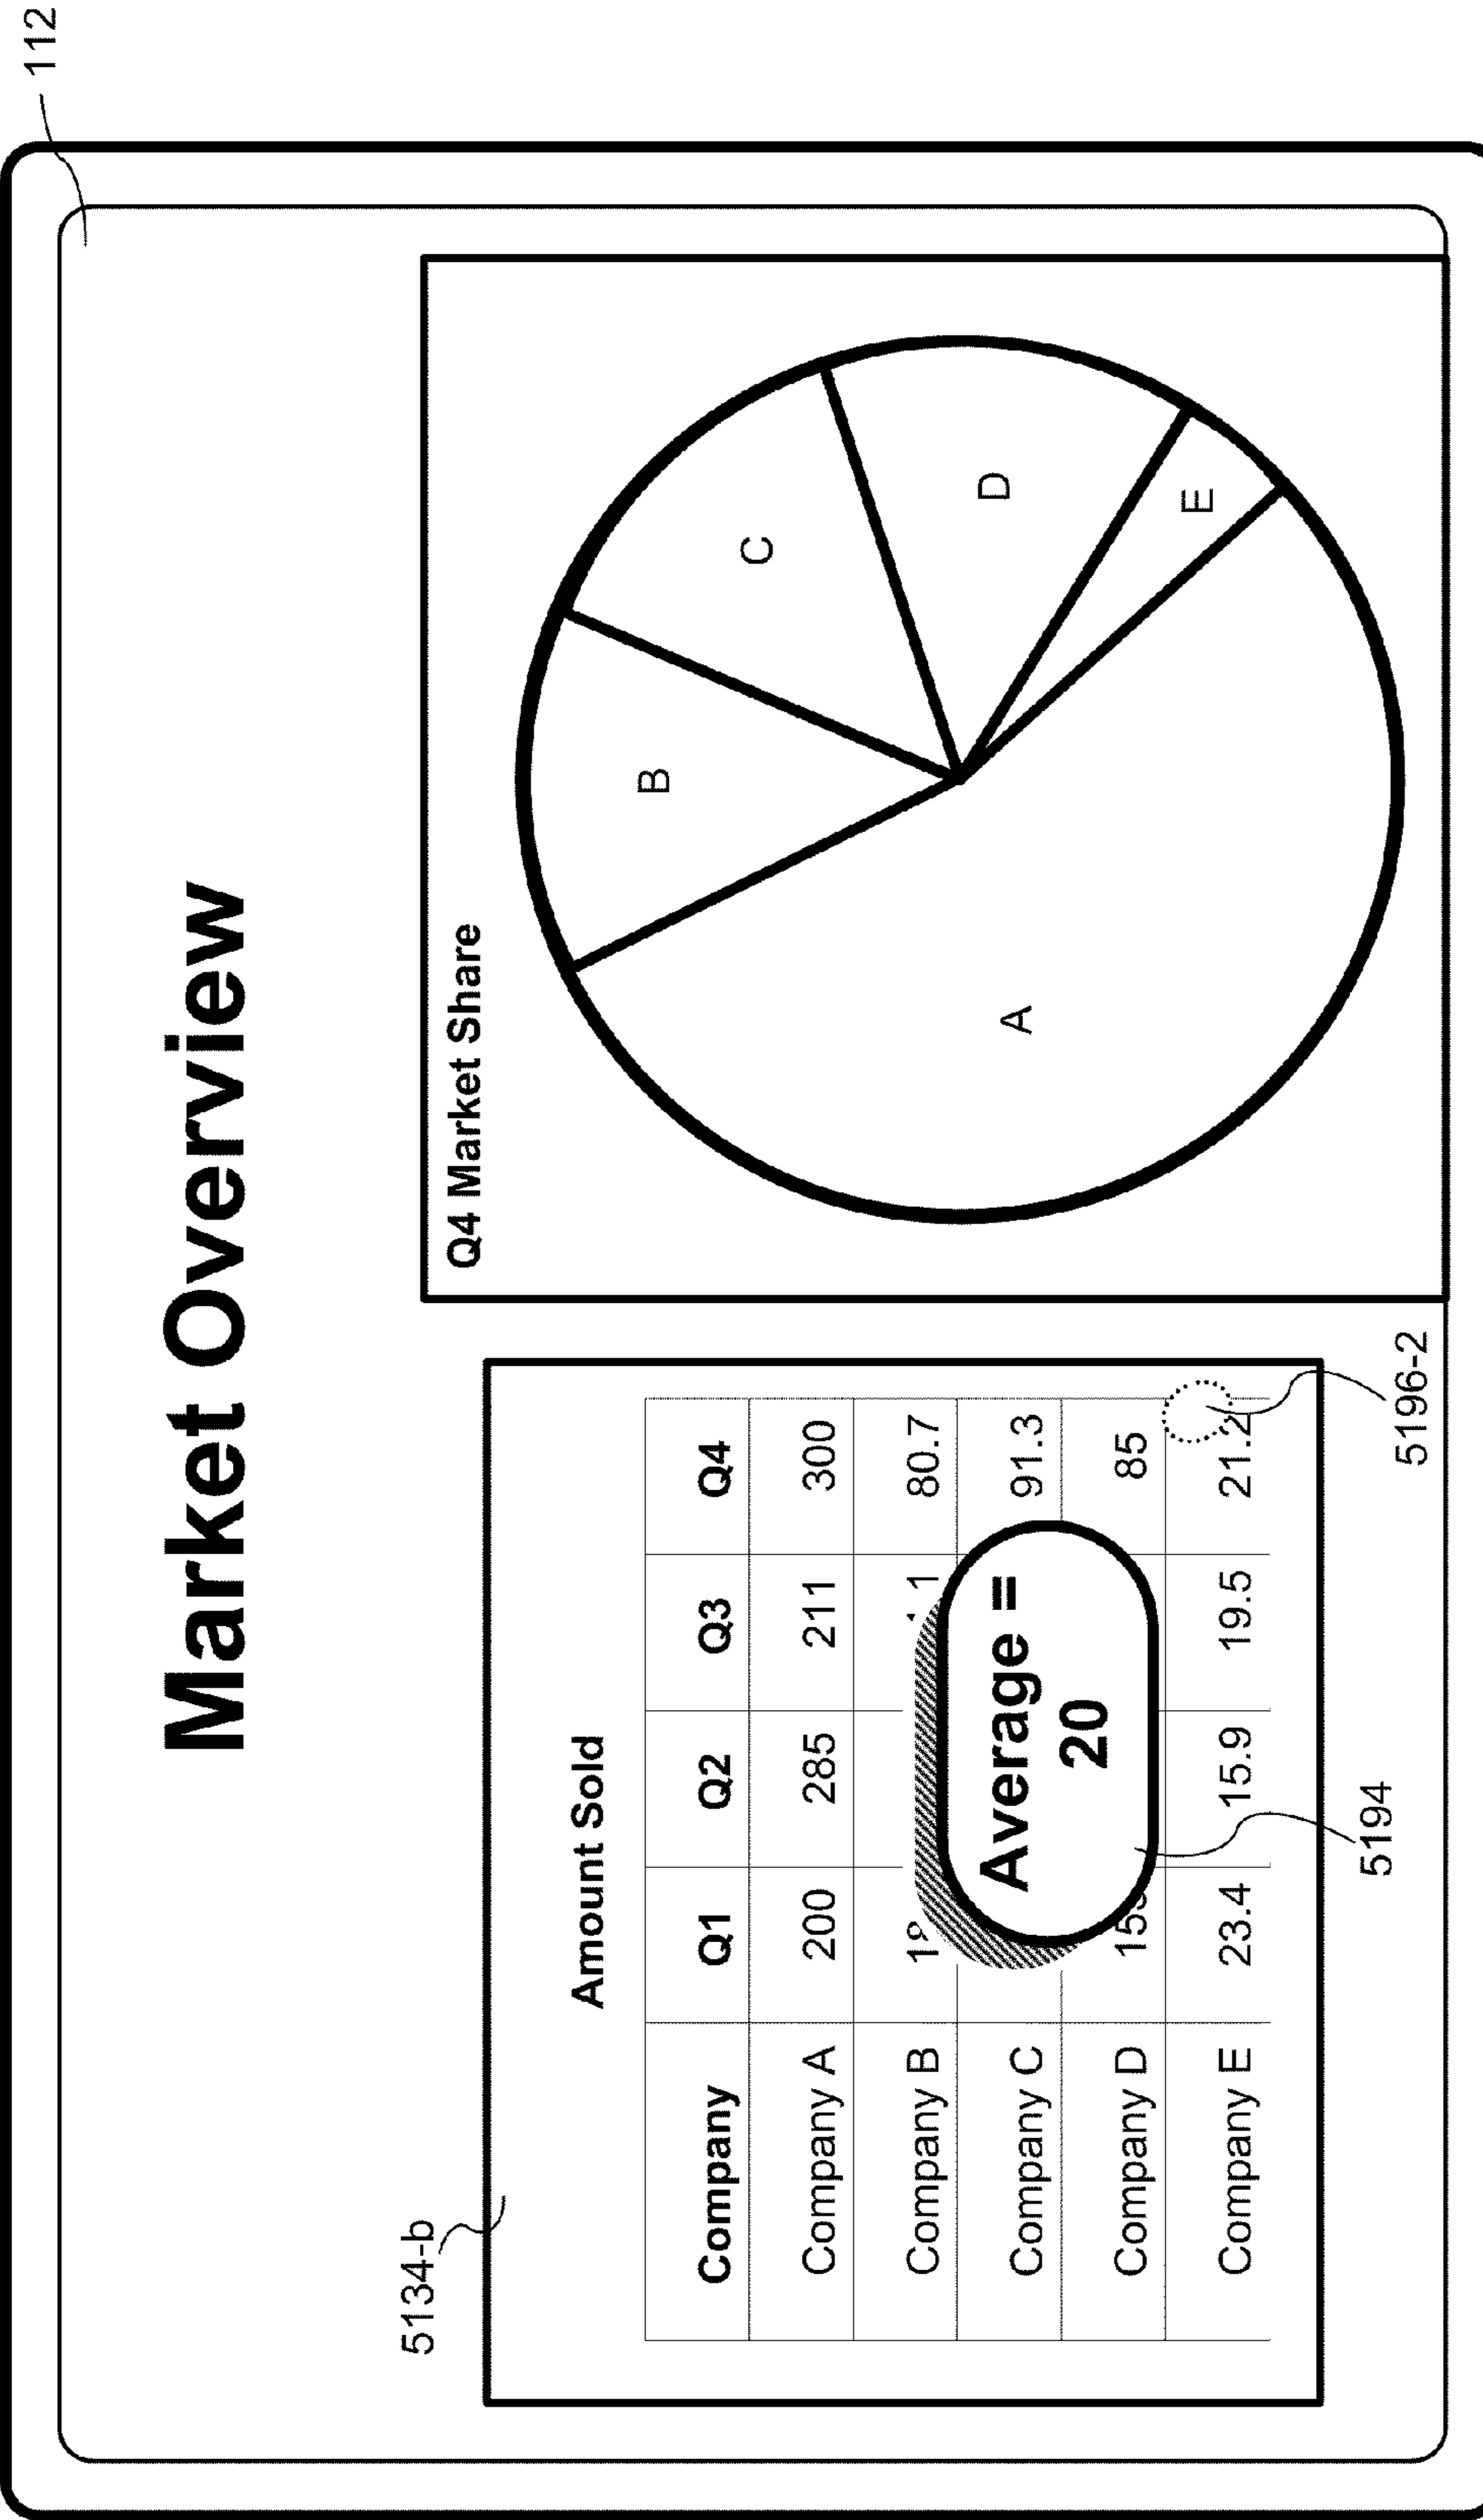 112
Market Overview
5134-b
Amount Sold
Company Q1 Q2 Q3 Q4
Company A 200 285 211 300
Company B 80.7
Company C 91.3
Company D 85
Company E 23.4 15.9 19.5 21.2
Average =
20
5194
5196-2
Q4 Market Share
A
B
C
D
E